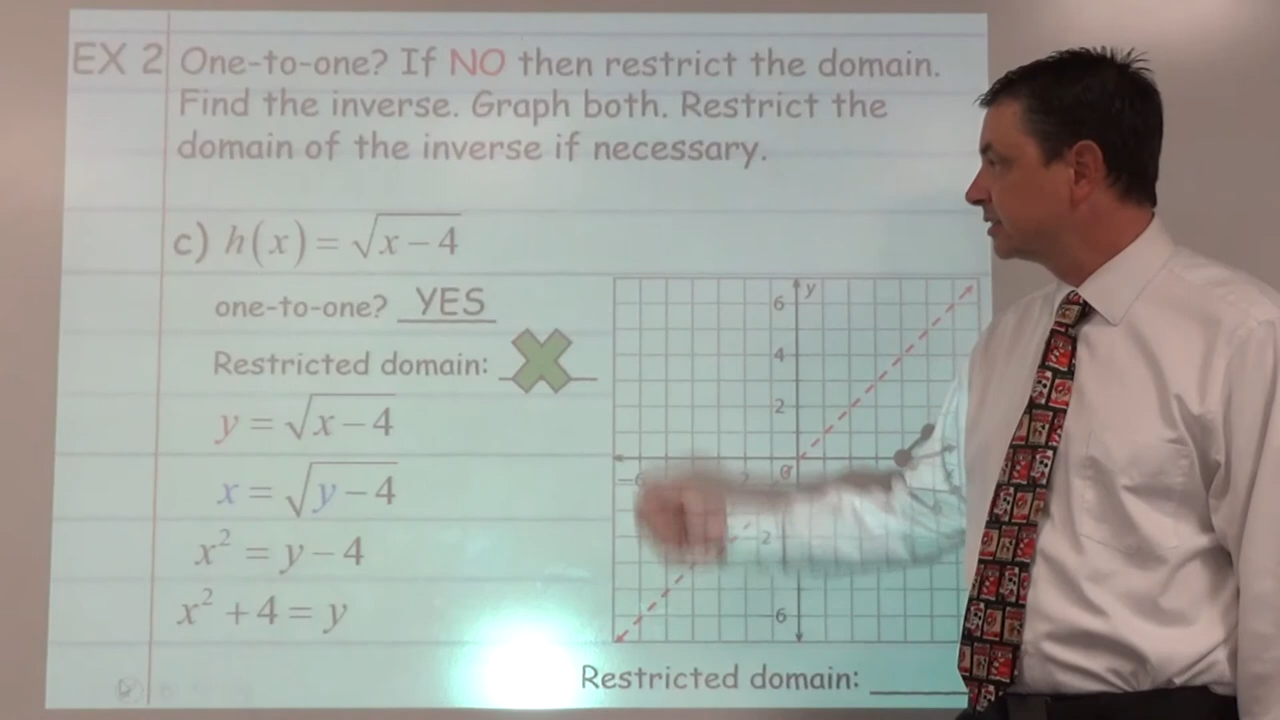 EX 2 One-to-one? If NO then restrict the domain.
Find the inverse. Graph both. Restrict the
domain of the inverse if necessary.
c) h(x) = √(x−4)
one-to-one? YES
Restricted domain:
y = √(x−4)
x = √(y−4)
x² = y − 4
x² + 4 = y
y
6
4
2
−6
0
2
6
Restricted domain: